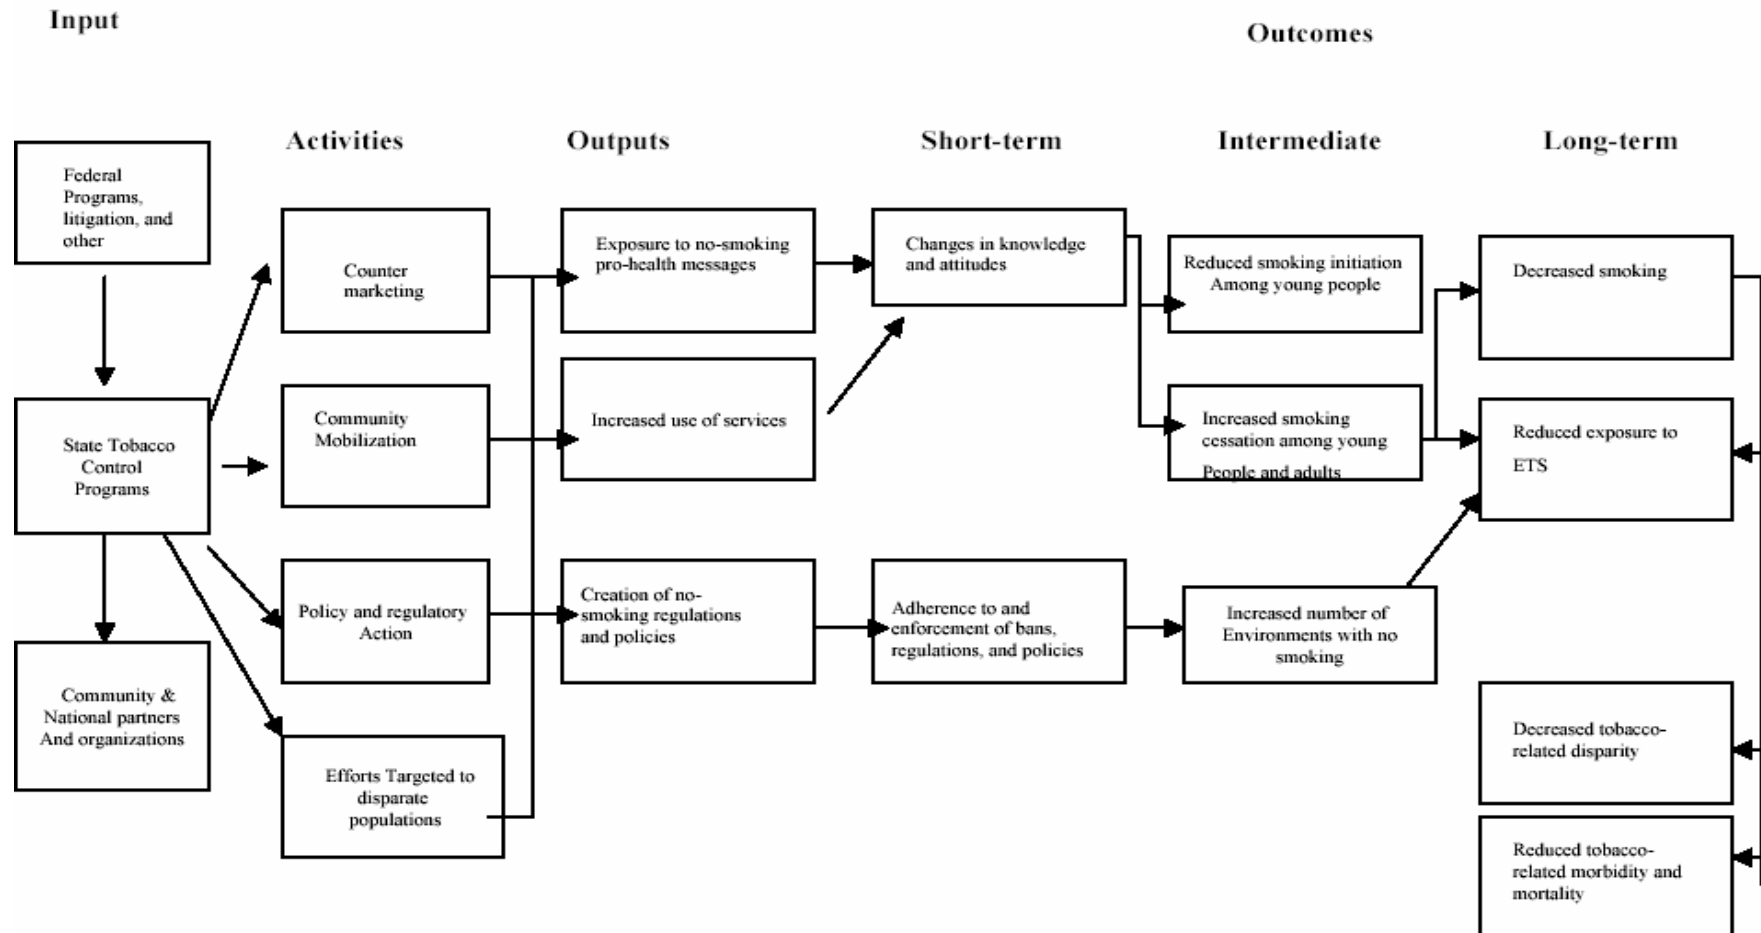 Input
Outcomes
Activities
Outputs
Short-term
Intermediate
Long-term
Federal
Programs,
litigation, and
other
State Tobacco
Control
Programs
Community &
National partners
And organizations
Counter
marketing
Community
Mobilization
Policy and regulatory
Action
Efforts Targeted to
disparate
populations
Exposure to no-smoking
pro-health messages
Increased use of services
Creation of no-
smoking regulations
and policies
Changes in knowledge
and attitudes
Adherence to and
enforcement of bans,
regulations, and policies
Reduced smoking initiation
Among young people
Increased smoking
cessation among young
People and adults
Increased number of
Environments with no
smoking
Decreased smoking
Reduced exposure to
ETS
Decreased tobacco-
related disparity
Reduced tobacco-
related morbidity and
mortality